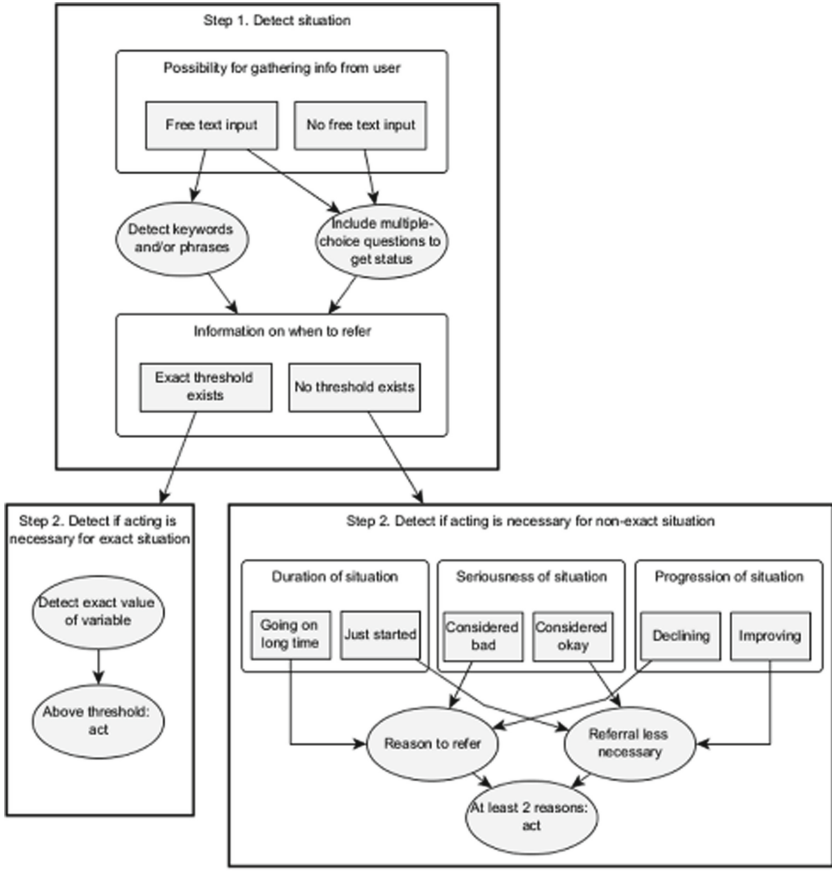 Step 1. Detect situation
Possibility for gathering info from user
Free text input
No free text input
Detect keywords
and/or phrases
Include multiple-
choice questions to
get status
Information on when to refer
Exact threshold
exists
No threshold exists
Step 2. Detect if acting is
necessary for exact situation
Detect exact value
of variable
Above threshold:
act
Step 2. Detect if acting is necessary for non-exact situation
Duration of situation
Going on
long time
Just started
Seriousness of situation
Considered
bad
Considered
okay
Progression of situation
Declining
Improving
Reason to refer
Referral less
necessary
At least 2 reasons:
act